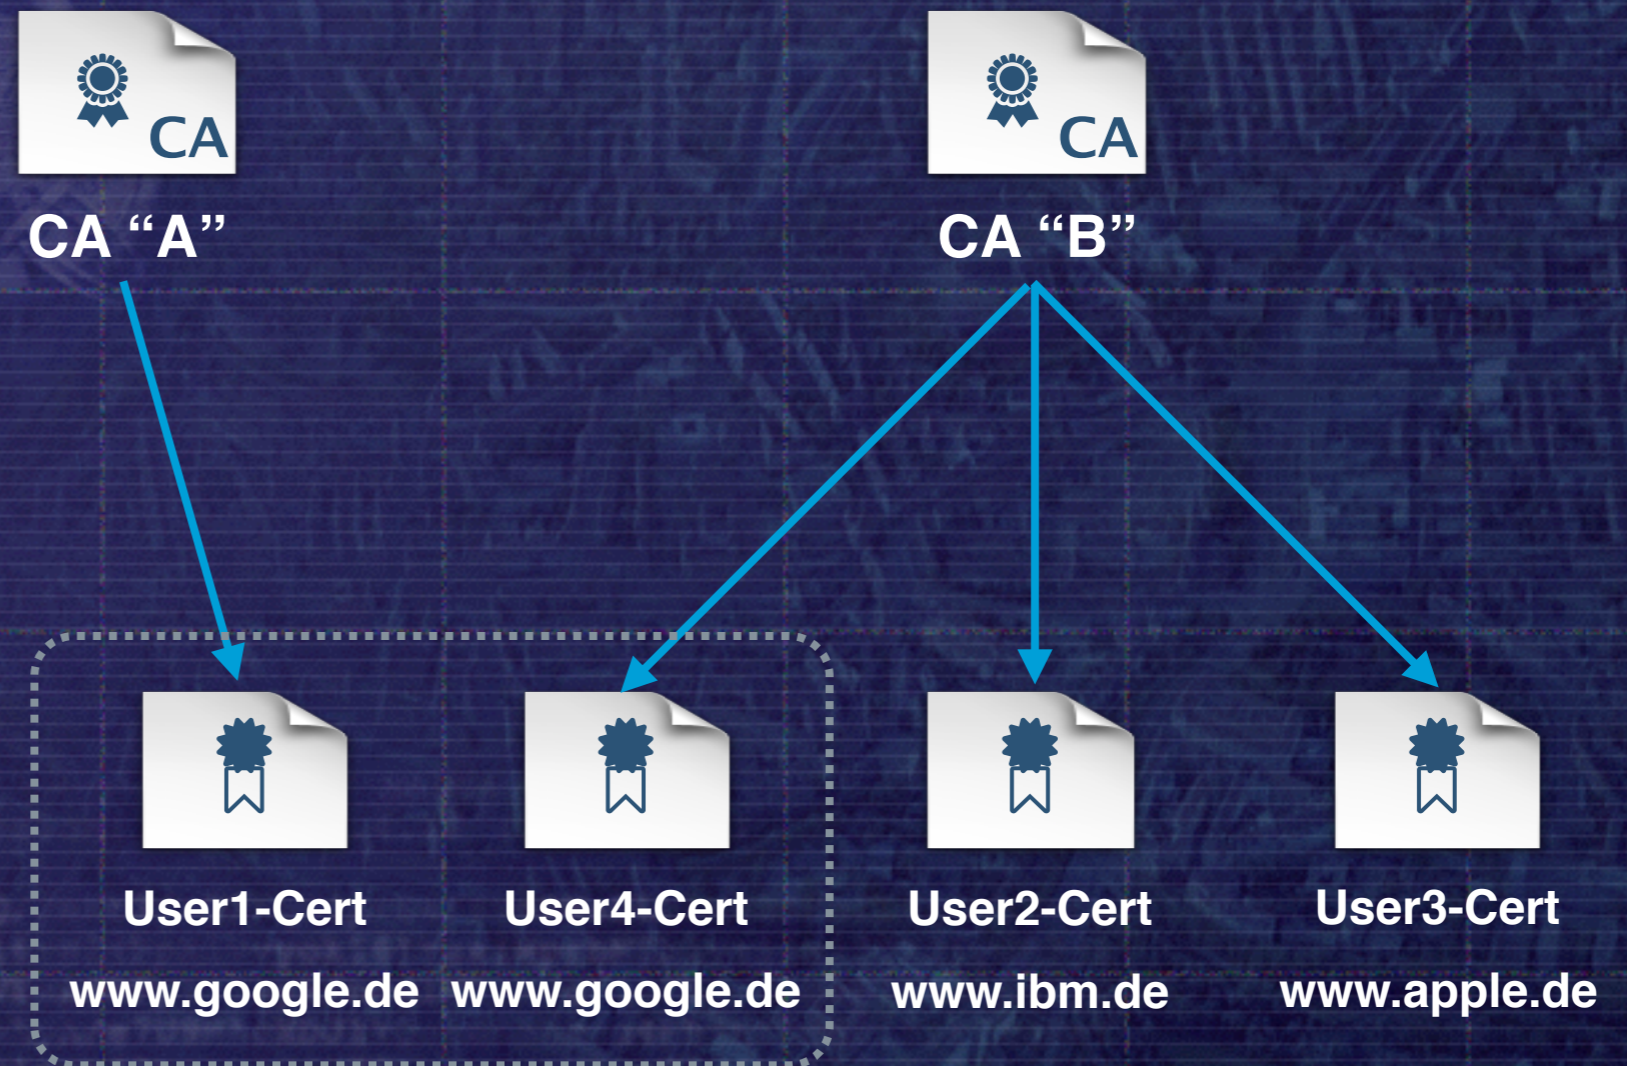 CA
CA
CA “A”
CA “B”
User1-Cert
User4-Cert
User2-Cert
User3-Cert
www.google.de
www.google.de
www.ibm.de
www.apple.de